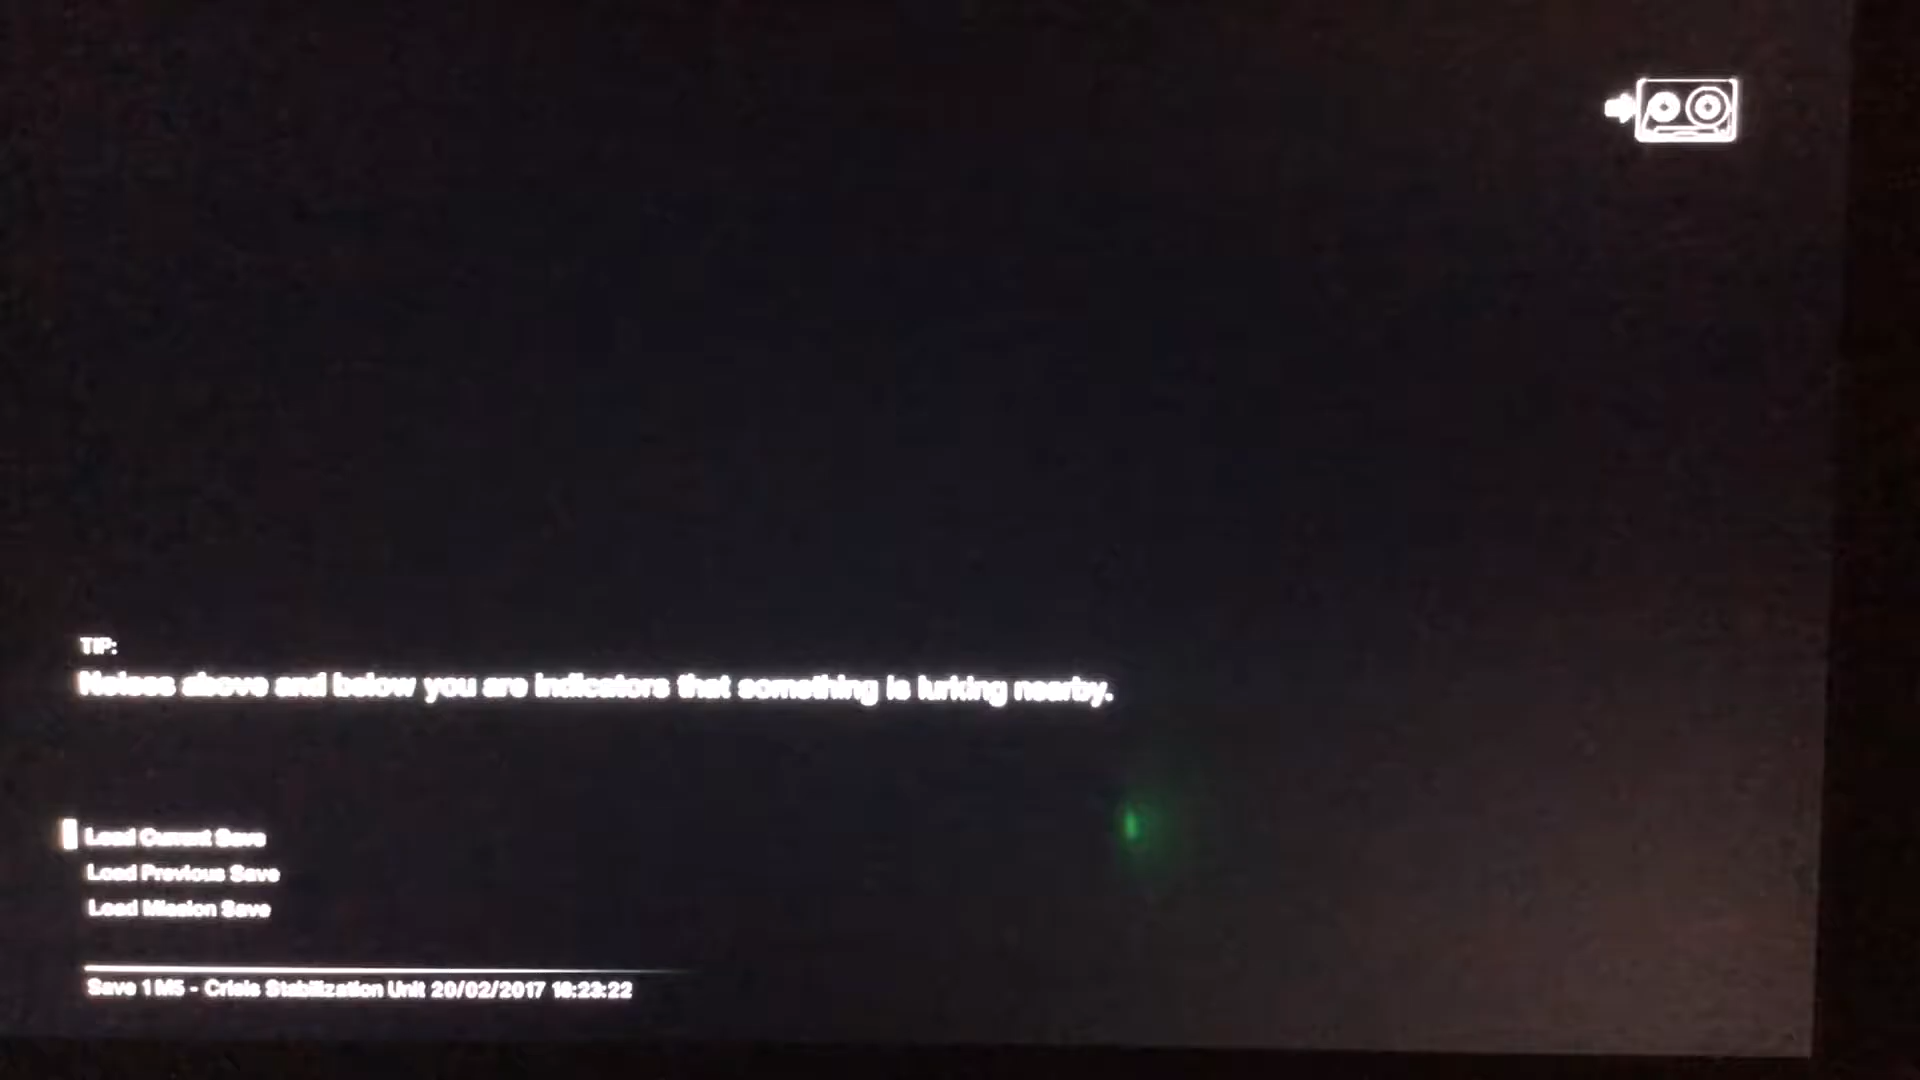 TIP:
Noises above and below you are indicators that something is lurking nearby.
Load Current Save
Load Previous Save
Load Mission Save
Save 1 M5 - Crisis Stabilization Unit 20/02/2017 18:23:22